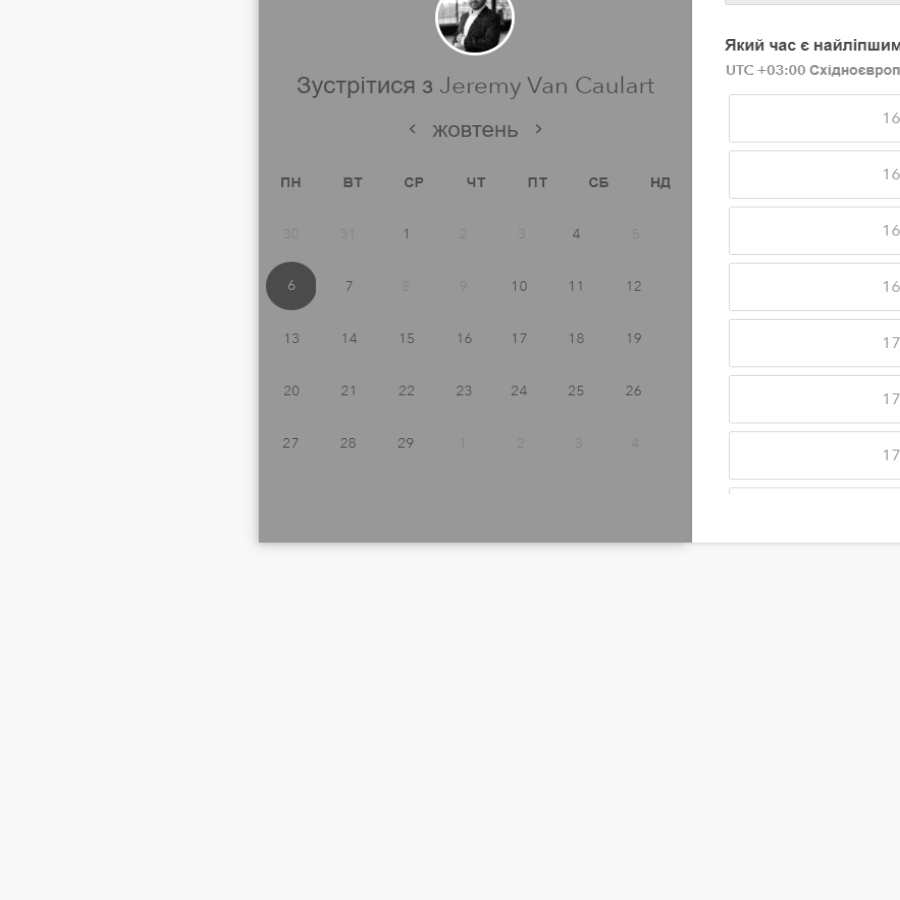 Зустрітися з Jeremy Van Caulart
‹ жовтень ›
ПН ВТ СР ЧТ ПТ СБ НД
30 31 1 2 3 4 5
6 7 8 9 10 11 12
13 14 15 16 17 18 19
20 21 22 23 24 25 26
27 28 29 1 2 3 4
Який час є найліпшим
UTC +03:00 Східноєвроп
16
16
16
16
17
17
17